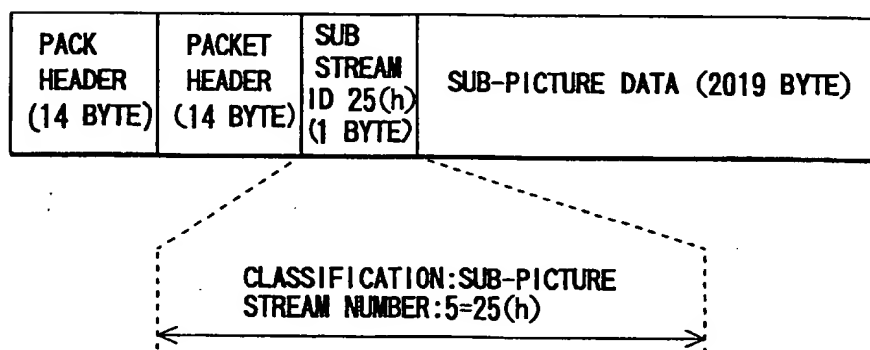 PACK
HEADER
(14 BYTE)
PACKET
HEADER
(14 BYTE)
SUB
STREAM
ID 25(h)
(1 BYTE)
SUB-PICTURE DATA (2019 BYTE)
CLASSIFICATION:SUB-PICTURE
STREAM NUMBER:5=25(h)